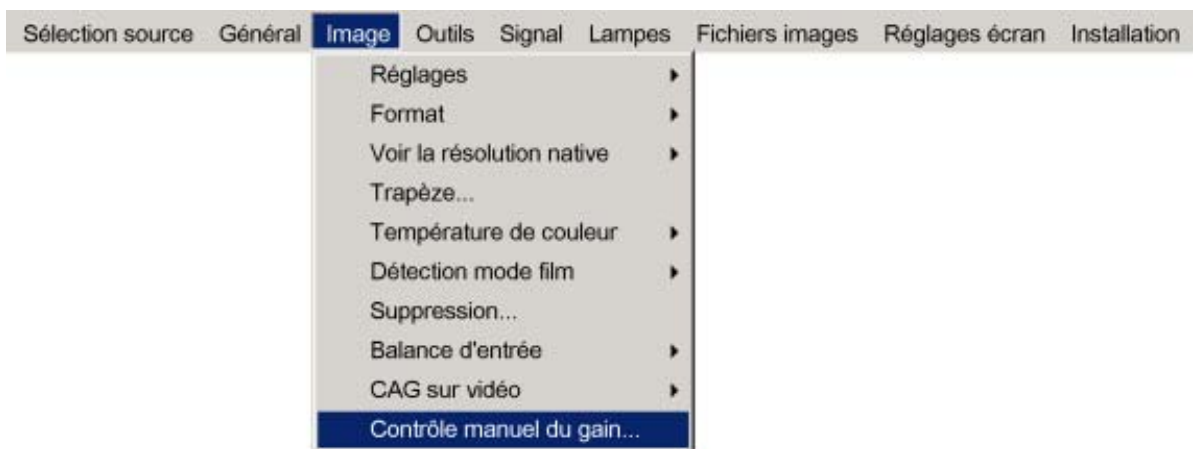 Sélection source Général Image Outils Signal Lampes Fichiers images Réglages écran Installation
Réglages
Format
Voir la résolution native
Trapèze...
Température de couleur
Détection mode film
Suppression...
Balance d'entrée
CAG sur vidéo
Contrôle manuel du gain...